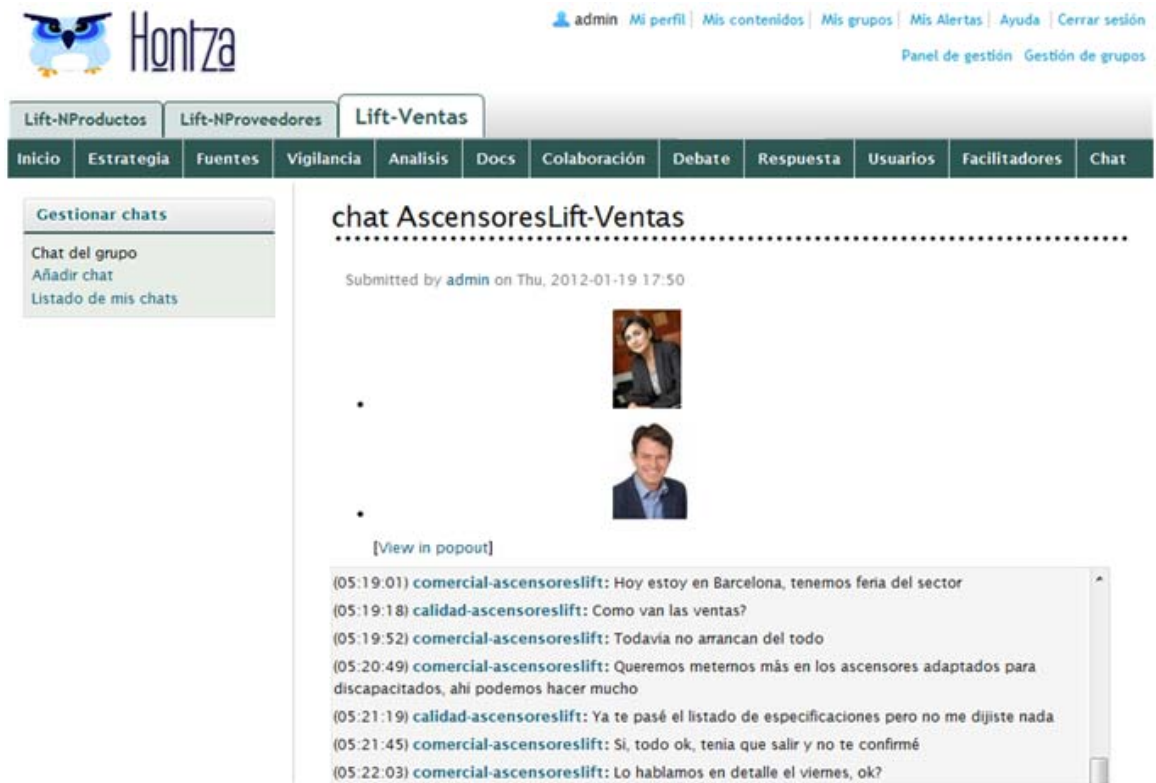 Hontza
admin Mi perfil Mis contenidos Mis grupos Mis Alertas Ayuda Cerrar sesión
Panel de gestión Gestión de grupos
Lift-NProductos Lift-NProveedores Lift-Ventas
Inicio Estrategia Fuentes Vigilancia Analisis Docs Colaboración Debate Respuesta Usuarios Facilitadores Chat
Gestionar chats
Chat del grupo
Añadir chat
Listado de mis chats
chat AscensoresLift-Ventas
Submitted by admin on Thu, 2012-01-19 17:50
[View in popout]
(05:19:01) comercial-ascensoreslift: Hoy estoy en Barcelona, tenemos feria del sector
(05:19:18) calidad-ascensoreslift: Como van las ventas?
(05:19:52) comercial-ascensoreslift: Todavia no arrancan del todo
(05:20:49) comercial-ascensoreslift: Queremos metemos más en los ascensores adaptados para
discapacitados, ahi podemos hacer mucho
(05:21:19) calidad-ascensoreslift: Ya te pasé el listado de especificaciones pero no me dijiste nada
(05:21:45) comercial-ascensoreslift: Si, todo ok, tenia que salir y no te confirmé
(05:22:03) comercial-ascensoreslift: Lo hablamos en detalle el viernes, ok?